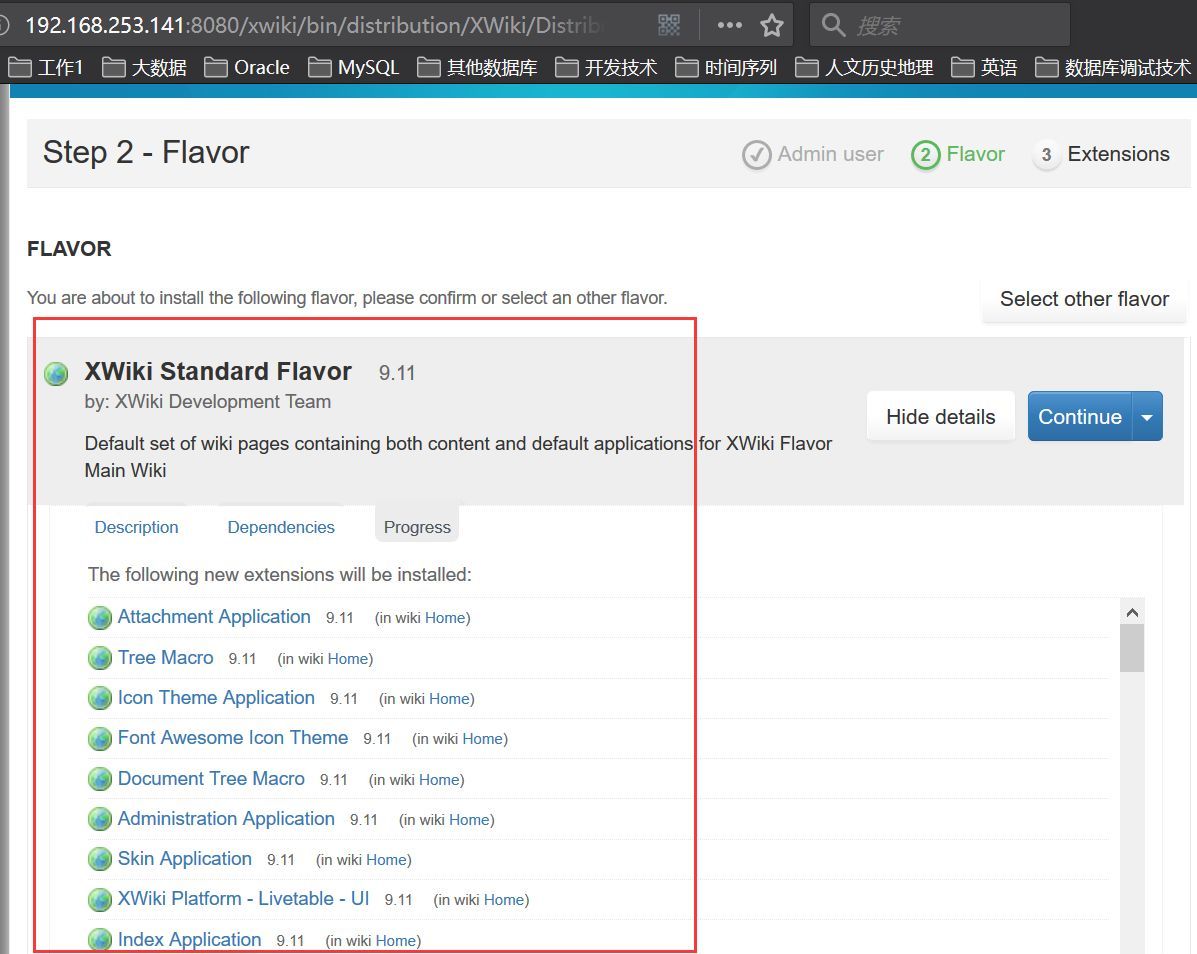 192.168.253.141:8080/xwiki/bin/distribution/XWiki/Distrib
搜索
工作1 大数据 Oracle MySQL 其他数据库 开发技术 时间序列 人文历史地理 英语 数据库调试技术
Step 2 - Flavor
Admin user 2 Flavor 3 Extensions
FLAVOR
You are about to install the following flavor, please confirm or select an other flavor.
Select other flavor
XWiki Standard Flavor 9.11
by: XWiki Development Team
Hide details Continue
Default set of wiki pages containing both content and default applications for XWiki Flavor
Main Wiki
Description Dependencies Progress
The following new extensions will be installed:
Attachment Application 9.11 (in wiki Home)
Tree Macro 9.11 (in wiki Home)
Icon Theme Application 9.11 (in wiki Home)
Font Awesome Icon Theme 9.11 (in wiki Home)
Document Tree Macro 9.11 (in wiki Home)
Administration Application 9.11 (in wiki Home)
Skin Application 9.11 (in wiki Home)
XWiki Platform - Livetable - UI 9.11 (in wiki Home)
Index Application 9.11 (in wiki Home)